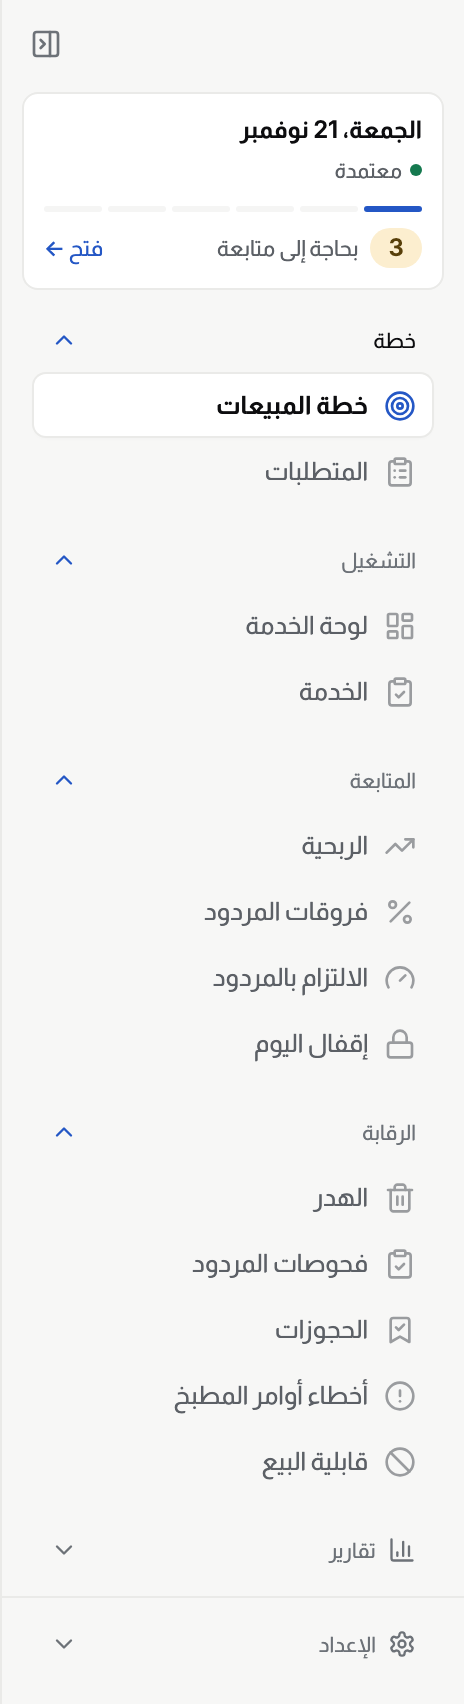 الجمعة، 21 نوفمبر
معتمدة
3 بحاجة إلى متابعة فتح ←
خطة
خطة المبيعات
المتطلبات
التشغيل
لوحة الخدمة
الخدمة
المتابعة
الربحية
فروقات المردود
الالتزام بالمردود
إقفال اليوم
الرقابة
الهدر
فحوصات المردود
الحجوزات
أخطاء أوامر المطبخ
قابلية البيع
تقارير
الإعداد